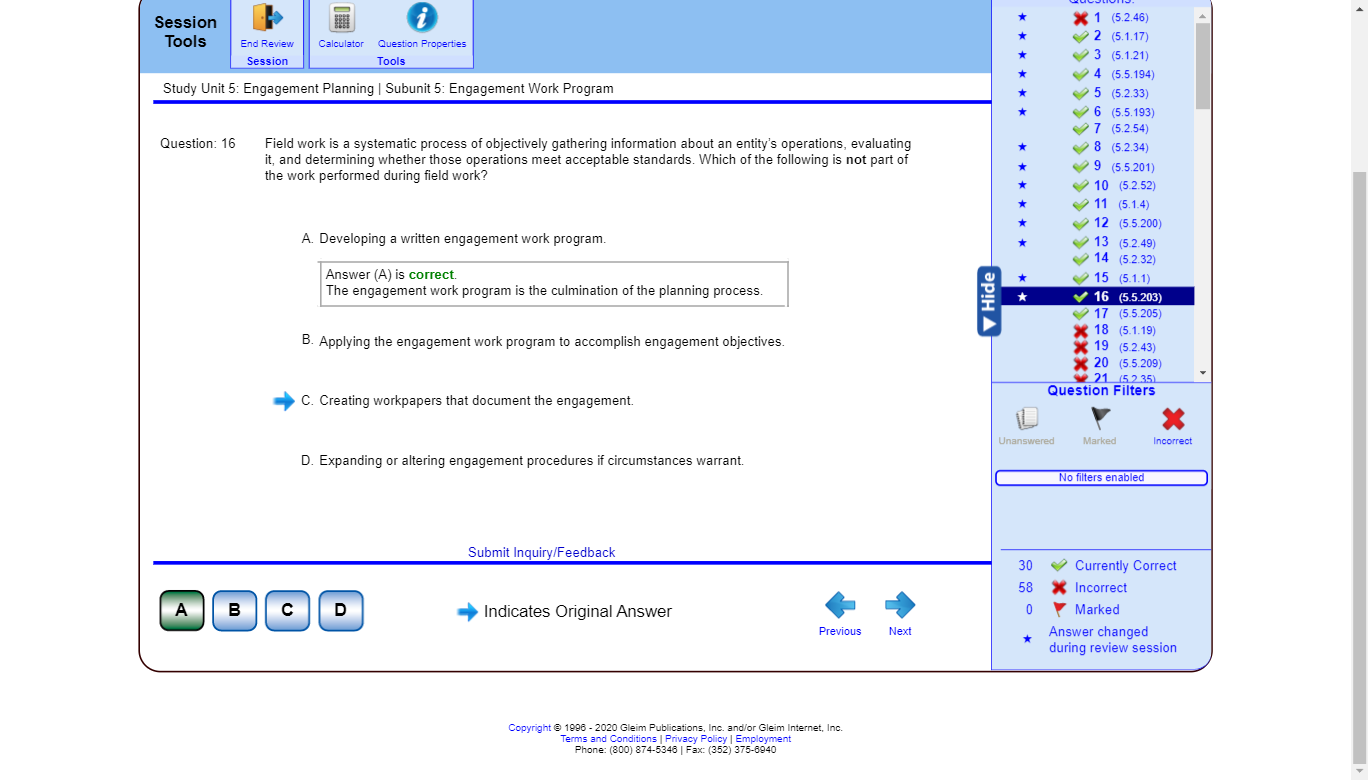 Session
Tools
End Review
Session
Calculator
Question Properties
Tools
Study Unit 5: Engagement Planning | Subunit 5: Engagement Work Program
Question: 16
Field work is a systematic process of objectively gathering information about an entity's operations, evaluating
it, and determining whether those operations meet acceptable standards. Which of the following is not part of
the work performed during field work?
A. Developing a written engagement work program.
Answer (A) is correct.
The engagement work program is the culmination of the planning process.
B. Applying the engagement work program to accomplish engagement objectives.
C. Creating workpapers that document the engagement.
D. Expanding or altering engagement procedures if circumstances warrant.
Submit Inquiry/Feedback
A
B
C
D
Indicates Original Answer
Previous
Next
Questions:
1 (5.2.46)
2 (5.1.17)
3 (5.1.21)
4 (5.5.194)
5 (5.2.33)
6 (5.5.193)
7 (5.2.54)
8 (5.2.34)
9 (5.5.201)
10 (5.2.52)
11 (5.1.4)
12 (5.5.200)
13 (5.2.49)
14 (5.2.32)
15 (5.1.1)
16 (5.5.203)
17 (5.5.205)
18 (5.1.19)
19 (5.2.43)
20 (5.5.209)
21 (5.2.35)
Hide
Question Filters
Unanswered
Marked
Incorrect
No filters enabled
30 Currently Correct
58 Incorrect
0 Marked
Answer changed
during review session
Copyright © 1996 - 2020 Gleim Publications, Inc. and/or Gleim Internet, Inc.
Terms and Conditions | Privacy Policy | Employment
Phone: (800) 874-5346 | Fax: (352) 375-6940